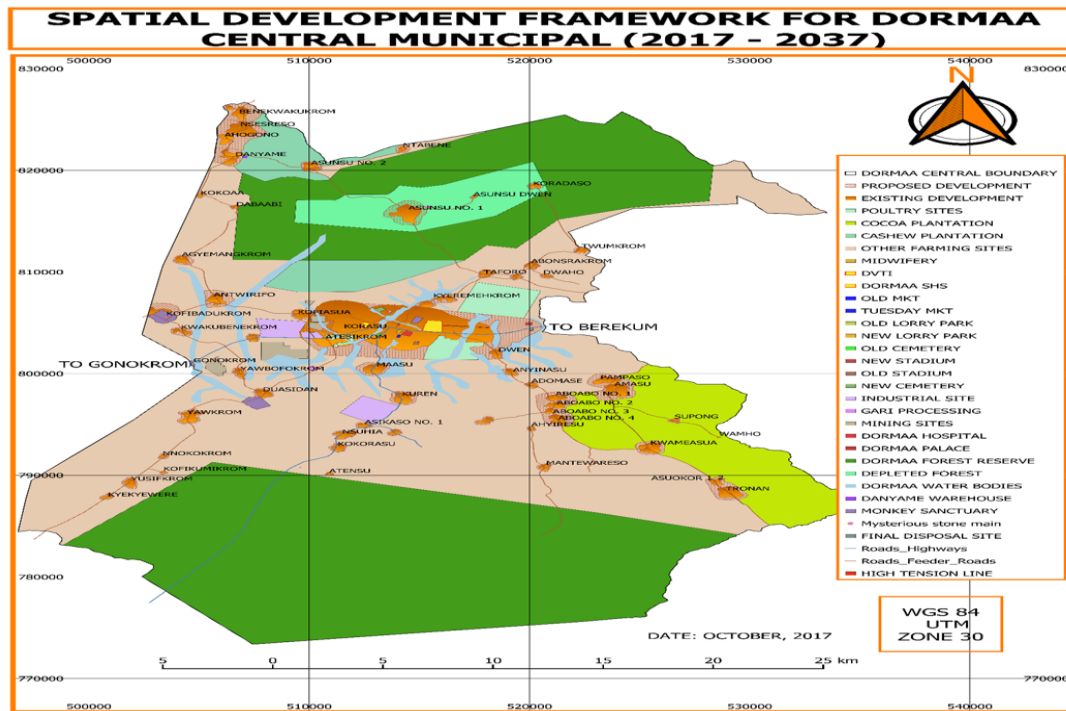 SPATIAL DEVELOPMENT FRAMEWORK FOR DORMAA
CENTRAL MUNICIPAL (2017 - 2037)
500000 510000 520000 530000 540000
830000 830000
N
BENSKWAKUKROM
NSESRESO
AHOGONO
DANYAME
NTABENE
ASUNSU NO. 2
820000
KORADASO
KOKOAA
ASUNSU DWEN
DABAABI
ASUNSU NO. 1
TWUMKROM
AGYEMANGKROM
ABONSRAKROM
810000
TAFORO
DWAHO
ANTWIRIFO
KYEREMEHKROM
KOFIBADUKROM
KOFIASUA
KWAKUBENEKROM
KORASU
TO BEREKUM
ATESIKROM
DWEN
TO GONOKROM
GONOKROM
MAASU
800000
YAWBOFOKROM
ANYINASU
PAMPASO
ADOMASE
AMASU
DUASIDAN
KUREN
ABOABO NO. 1
ABOABO NO. 2
YAWKROM
ABOABO NO. 3
ABOABO NO. 4
SUPONG
ASIKASO NO. 1
AHYIRESU
NSUHIA
WAMHO
KOKORASU
KWAMEASUA
NNOKOKROM
MANTEWARESO
KOFIKUMIKROM
ATENSU
790000
YUSIFKROM
ASUOKOR 1 2
KYEKYEWERE
TRONAN
780000
DORMAA CENTRAL BOUNDARY
PROPOSED DEVELOPMENT
EXISTING DEVELOPMENT
POULTRY SITES
COCOA PLANTATION
CASHEW PLANTATION
OTHER FARMING SITES
MIDWIFERY
DVTI
DORMAA SHS
OLD MKT
TUESDAY MKT
OLD LORRY PARK
NEW LORRY PARK
OLD CEMETERY
NEW STADIUM
OLD STADIUM
NEW CEMETERY
INDUSTRIAL SITE
GARI PROCESSING
MINING SITES
DORMAA HOSPITAL
DORMAA PALACE
DORMAA FOREST RESERVE
DEPLETED FOREST
DORMAA WATER BODIES
DANYAME WAREHOUSE
MONKEY SANCTUARY
Mysterious stone main
FINAL DISPOSAL SITE
Roads_Highways
Roads_Feeder_Roads
HIGH TENSION LINE
WGS 84
UTM
ZONE 30
DATE: OCTOBER, 2017
5 0 5 10 15 20 25 km
770000 770000
500000 510000 520000 530000 540000